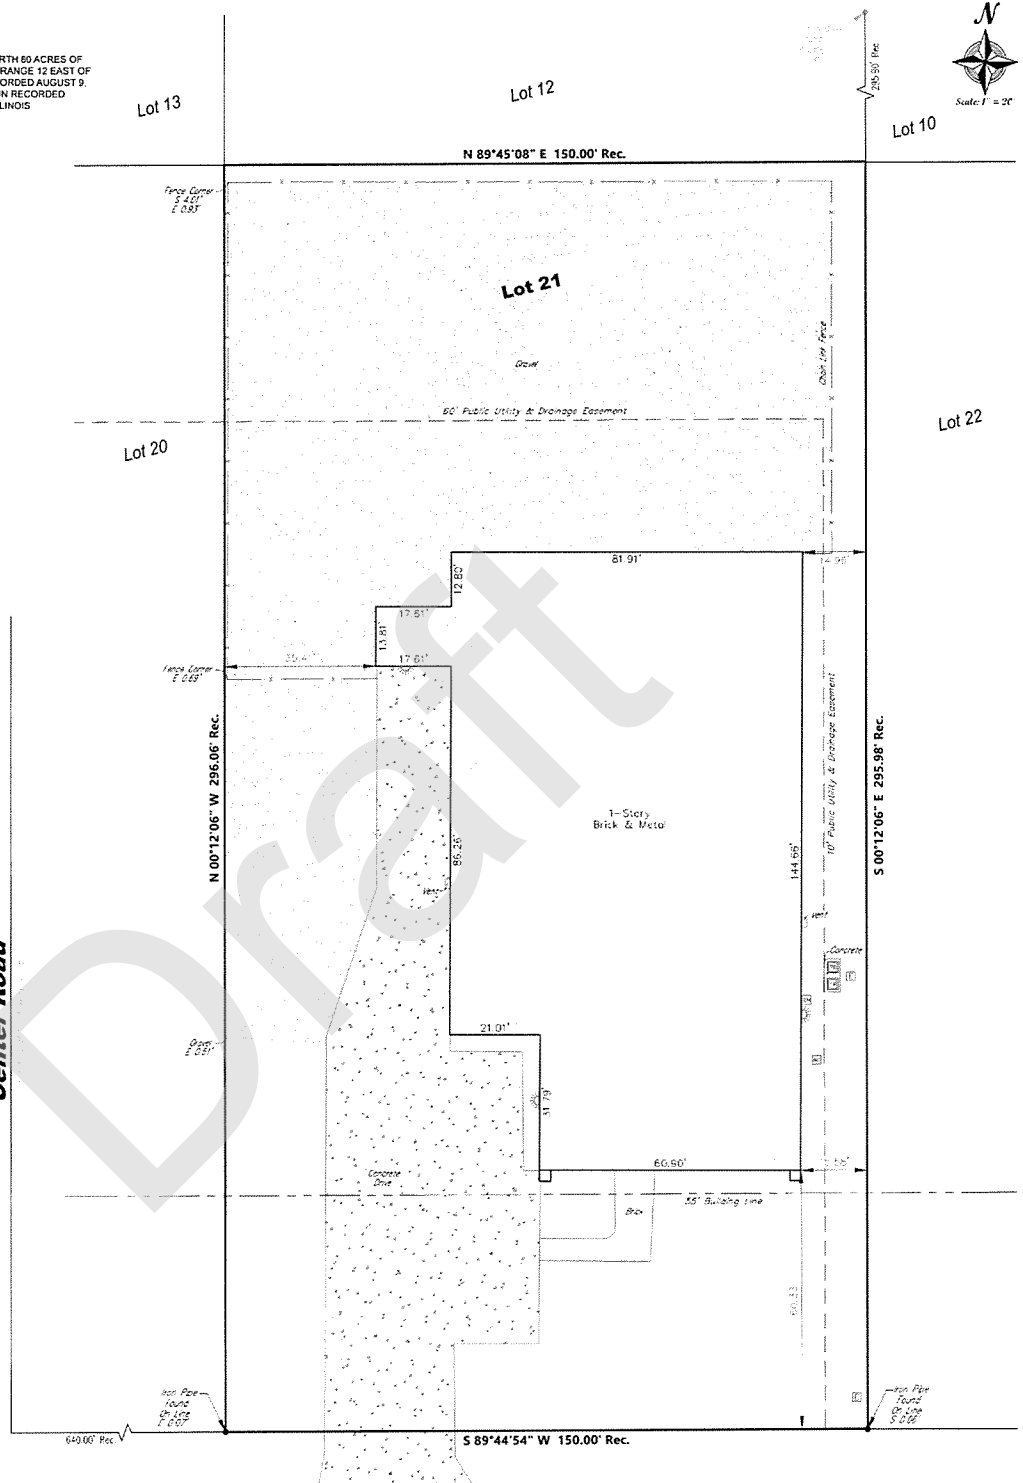 N
Scale: 1" = 20'
RTH 60 ACRES OF
RANGE 12 EAST OF
ORDED AUGUST 9,
IN RECORDED
LINOIS
295.90' Rec.
Lot 13
Lot 12
Lot 10
N 89°45'08" E 150.00' Rec.
Fence Corner
S 4.01'
E 0.93'
Lot 21
Chain Link Fence
Gravel
60' Public Utility & Drainage Easement
Lot 20
Lot 22
81.91'
14.96'
12.80'
17.61'
13.81'
17.61'
Fence Corner
E 0.69'
N 00°12'06" W 296.06' Rec.
10' Public Utility & Drainage Easement
S 00°12'06" E 295.98' Rec.
1-Story
Brick & Metal
86.26'
144.66'
Vent
Vent
Concrete
Center Road
21.01'
Gravel
E 0.51'
31.79'
60.90'
Concrete
Drive
55' Building Line
Brick
60.33
Iron Pipe
Found
On Line
E 0.07'
Iron Pipe
Found
On Line
S 0.06'
640.00' Rec.
S 89°44'54" W 150.00' Rec.
Draft